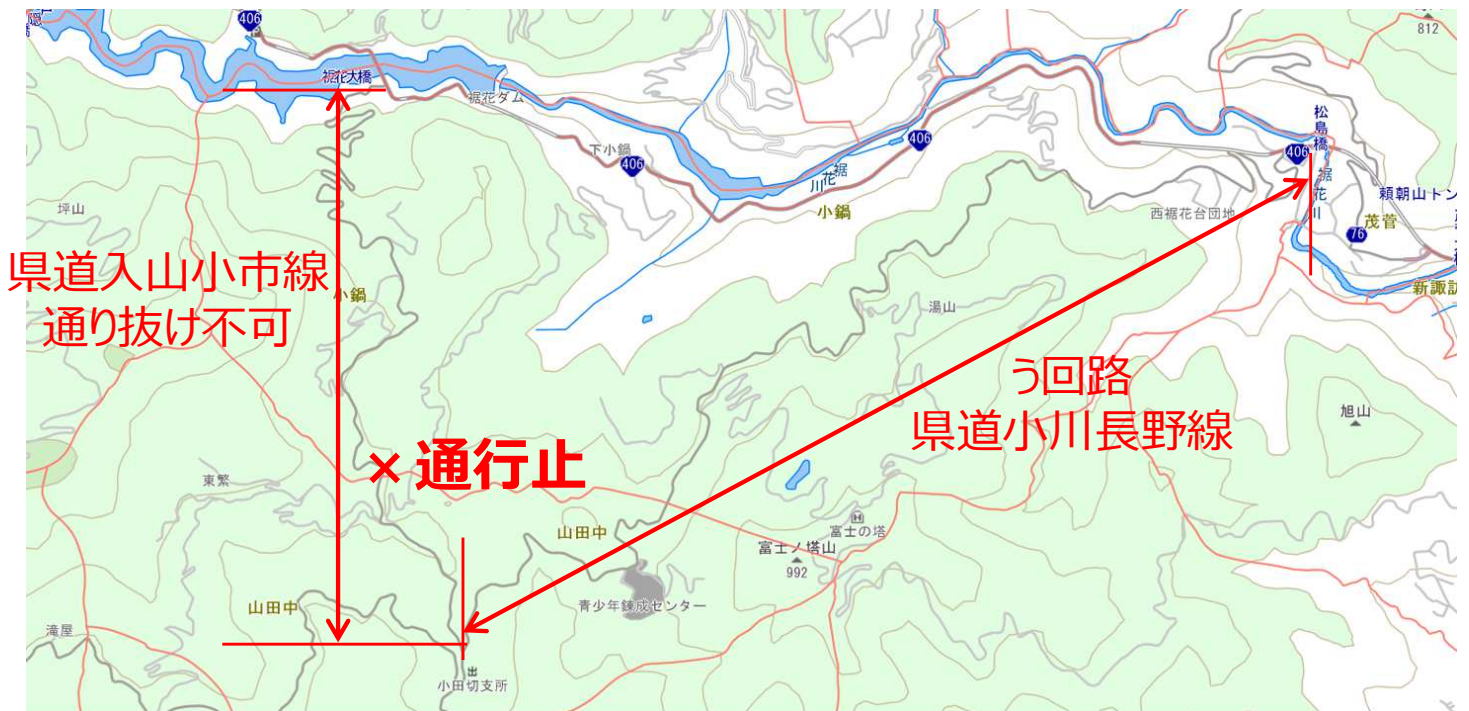 406
812
裾花大橋
裾花ダム
松島橋
下小鍋
406
406
406
裾花川
裾花川
小鍋
西裾花台団地
頼朝山トン
76
茂菅
新諏訪
坪山
県道入山小市線
通り抜け不可
小鍋
湯山
う回路
県道小川長野線
旭山
× 通行止
東繁
山田中
富士の塔
富士ノ塔山
992
青少年錬成センター
山田中
滝屋
小田切支所